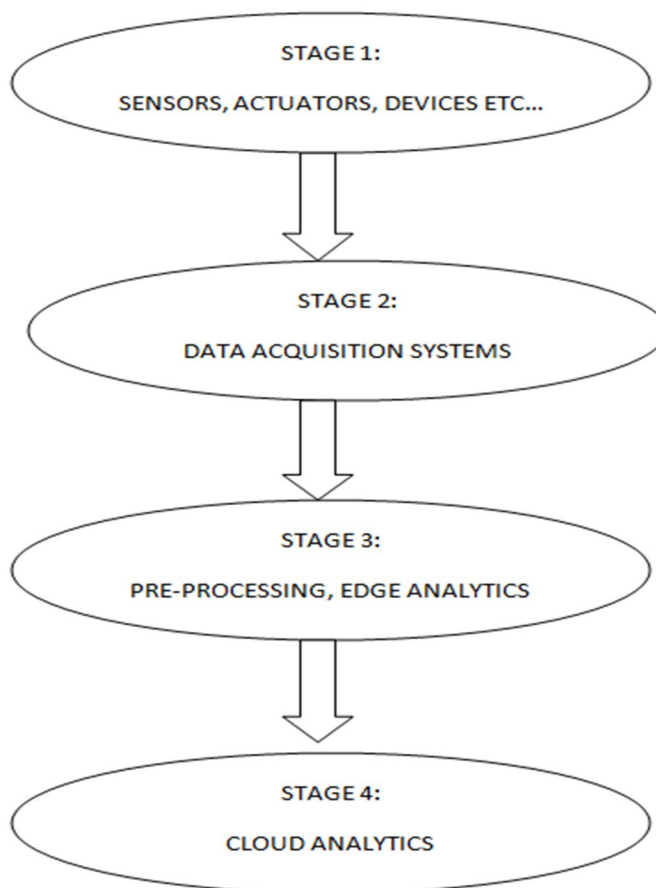 STAGE 1:
SENSORS, ACTUATORS, DEVICES ETC...
STAGE 2:
DATA ACQUISITION SYSTEMS
STAGE 3:
PRE-PROCESSING, EDGE ANALYTICS
STAGE 4:
CLOUD ANALYTICS